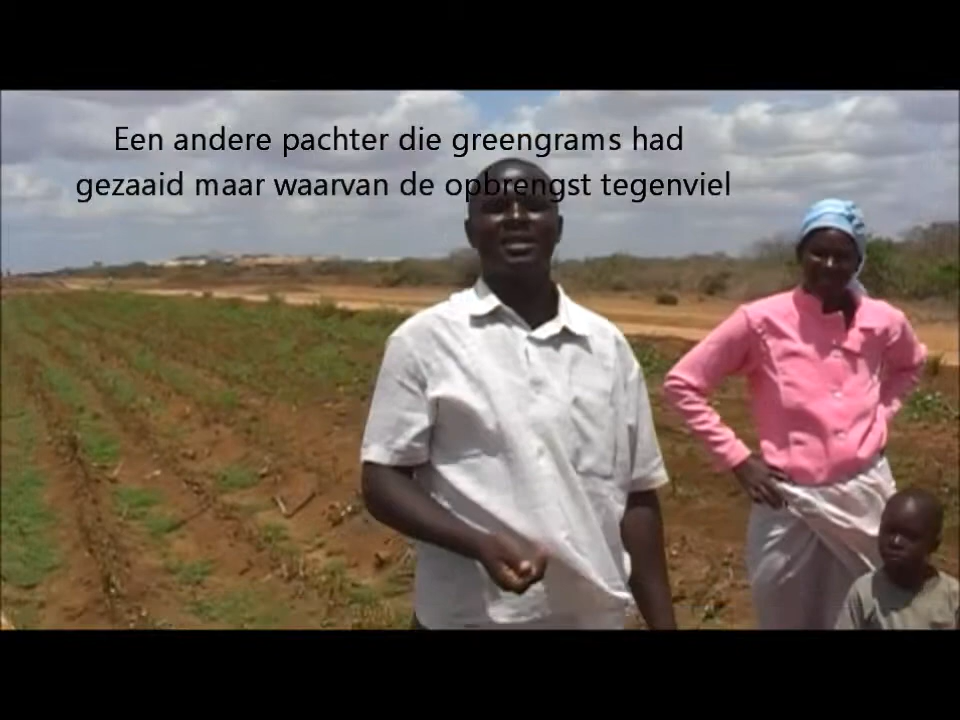 Een andere pachter die greengrams had
gezaaid maar waarvan de opbrengst tegenviel